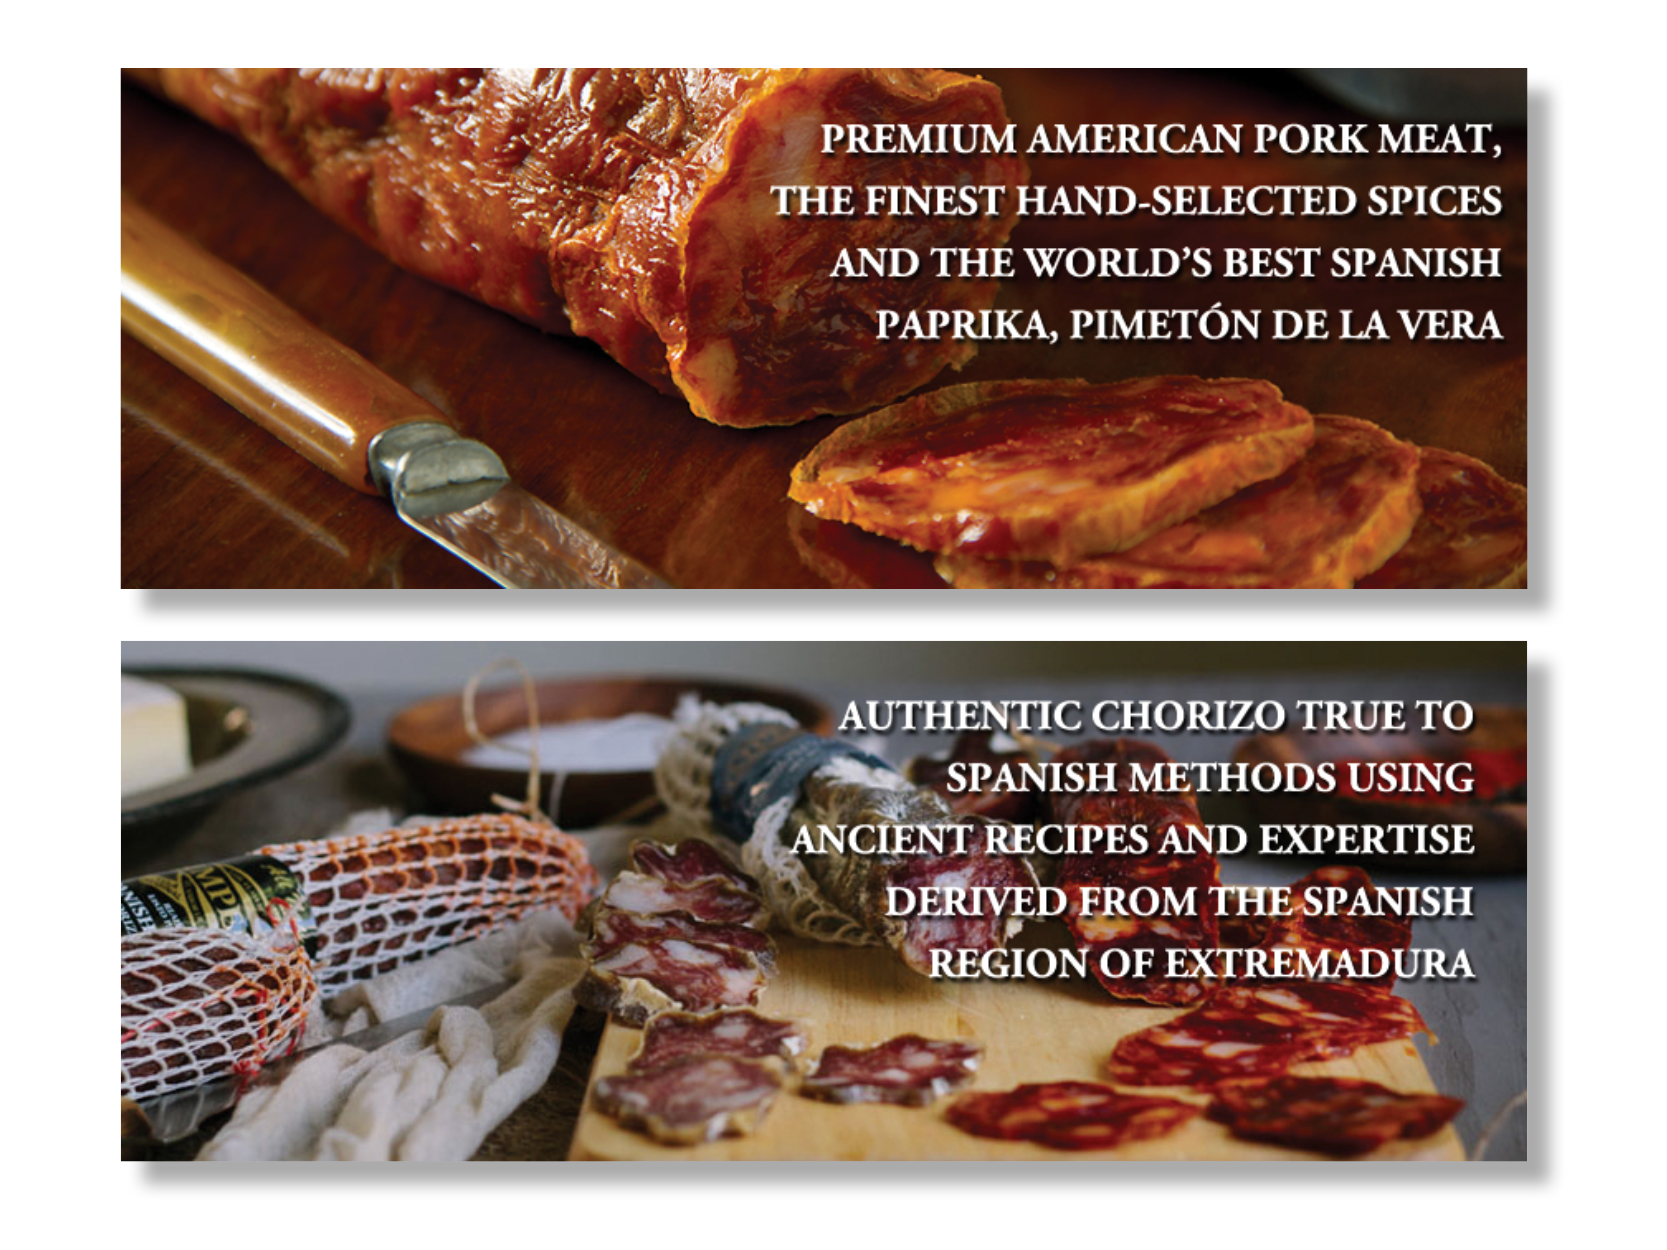 PREMIUM AMERICAN PORK MEAT,
THE FINEST HAND-SELECTED SPICES
AND THE WORLD'S BEST SPANISH
PAPRIKA, PIMETÓN DE LA VERA
AUTHENTIC CHORIZO TRUE TO
SPANISH METHODS USING
ANCIENT RECIPES AND EXPERTISE
DERIVED FROM THE SPANISH
REGION OF EXTREMADURA